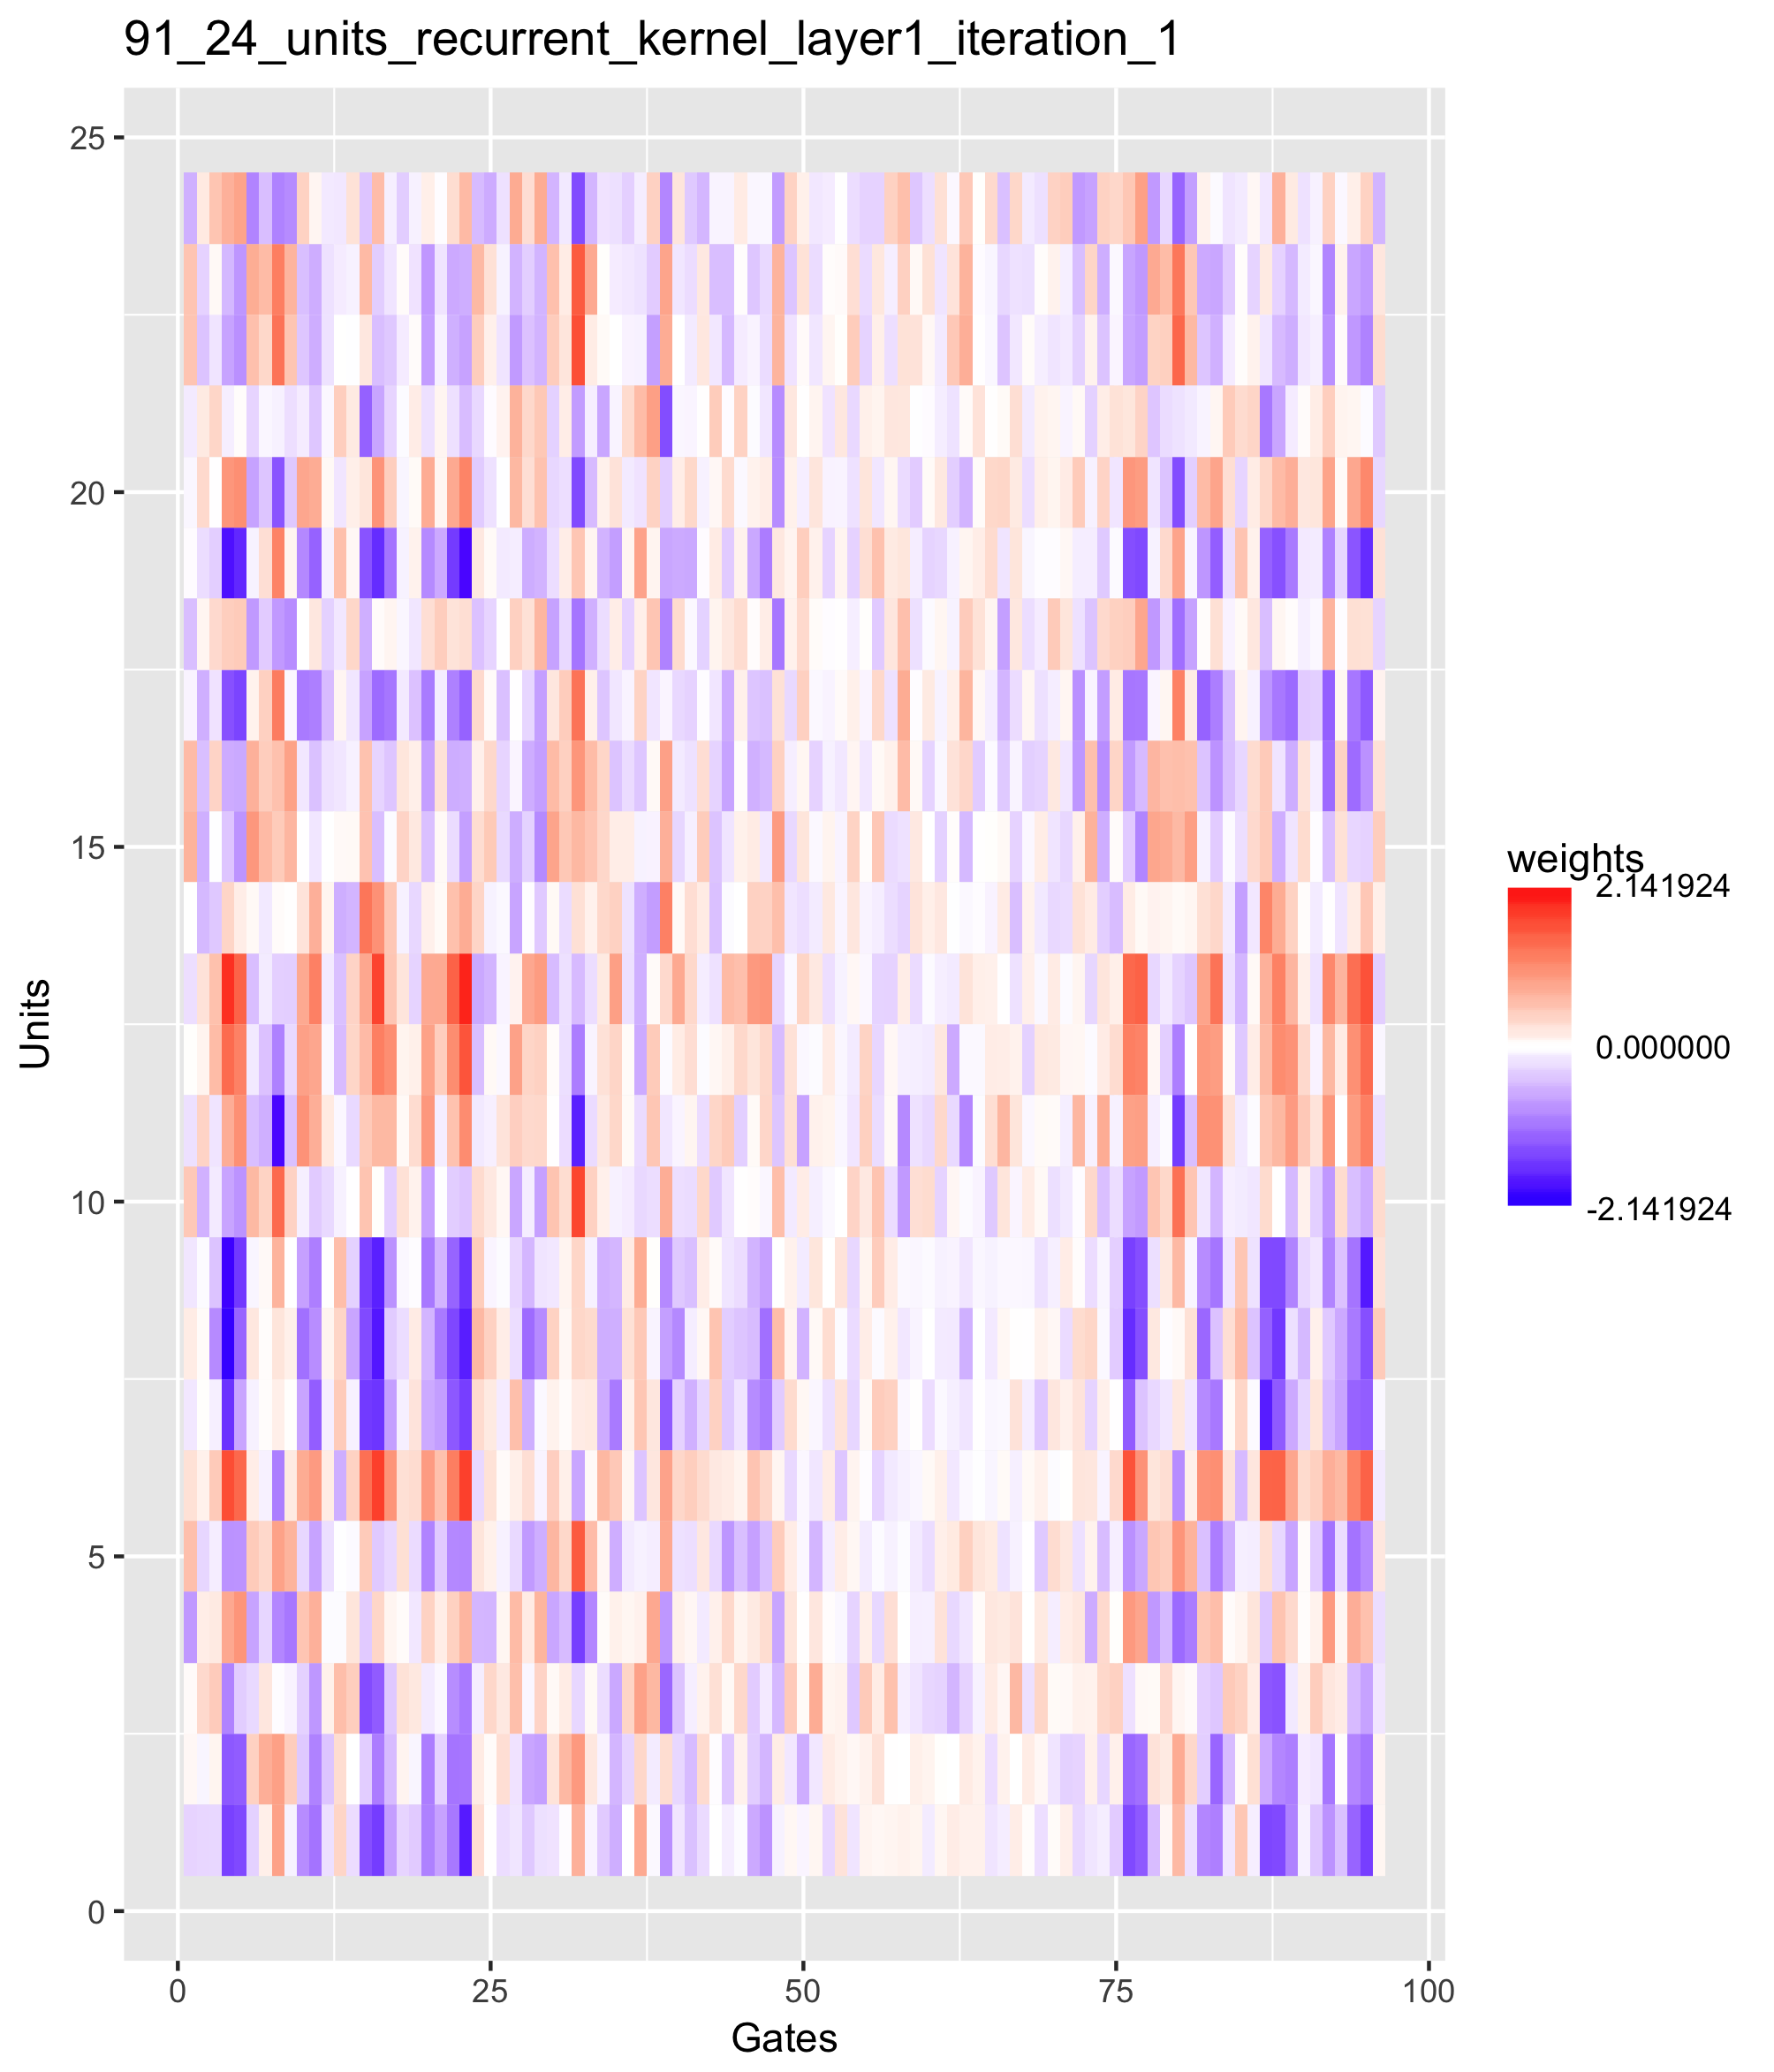 91_24_units_recurrent_kernel_layer1_iteration_1
25
20
15
10
5
0
Units
0 25 50 75 100
Gates
weights
2.141924
0.000000
-2.141924